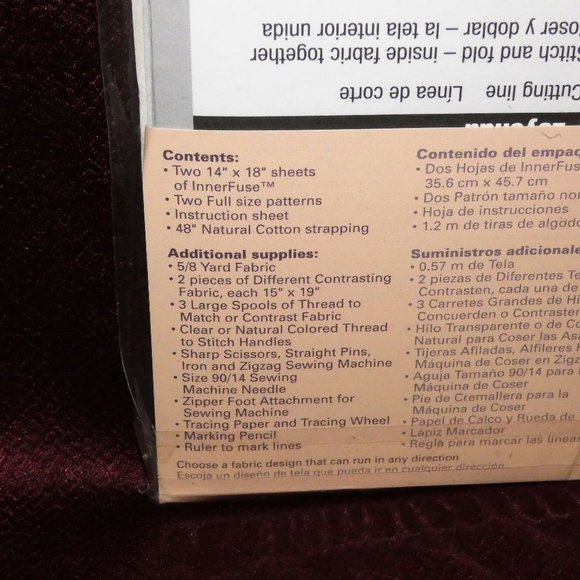 oser y doblar – la tela interior unida
Stitch and fold – inside fabric together
Cutting line Línea de corte
Contents:
• Two 14" x 18" sheets
of InnerFuse™
• Two Full size patterns
• Instruction sheet
• 48" Natural Cotton strapping
Additional supplies:
• 5/8 Yard Fabric
• 2 pieces of Different Contrasting
Fabric, each 15" x 19"
• 3 Large Spools of Thread to
Match or Contrast Fabric
• Clear or Natural Colored Thread
to Stitch Handles
• Sharp Scissors, Straight Pins,
Iron and Zigzag Sewing Machine
• Size 90/14 Sewing
Machine Needle
• Zipper Foot Attachment for
Sewing Machine
• Tracing Paper and Tracing Wheel
• Marking Pencil
• Ruler to mark lines
Choose a fabric design that can run in any direction
Escoja un diseño de tela que pueda ir en cualquier dirección
Contenido del empaq
• Dos Hojas de InnerFus
35.6 cm x 45.7 cm
• Dos Patrón tamaño nor
• Hoja de instrucciones
• 1.2 m de tiras de algodó
Suministros adicionale
• 0.57 m de Tela
• 2 piezas de Diferentes Te
Contrasten, cada una de
• 3 Carretes Grandes de Hi
Concuerden o Contrasten
• Hilo Transparente o de Co
Natural para Coser las Asa
• Tijeras Afiladas, Alfileres R
Máquina de Coser en Zigz
• Aguja Tamaño 90/14 para l
Máquina de Coser
• Pie de Cremallera para la
Máquina de Coser
• Papel de Calco y Rueda de
• Lápiz Marcador
• Regla para marcar las líneas